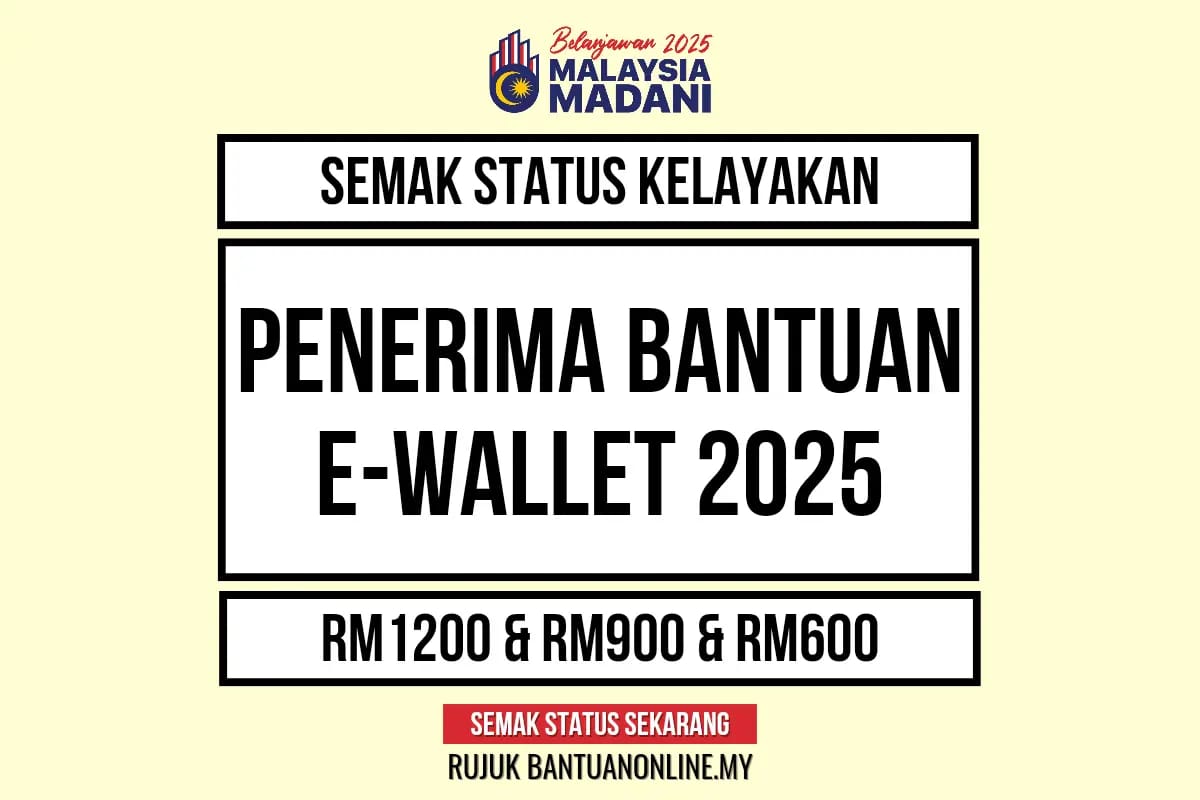 Belanjawan 2025
MALAYSIA
MADANI
SEMAK STATUS KELAYAKAN
PENERIMA BANTUAN
E-WALLET 2025
RM1200 & RM900 & RM600
SEMAK STATUS SEKARANG
RUJUK BANTUANONLINE.MY